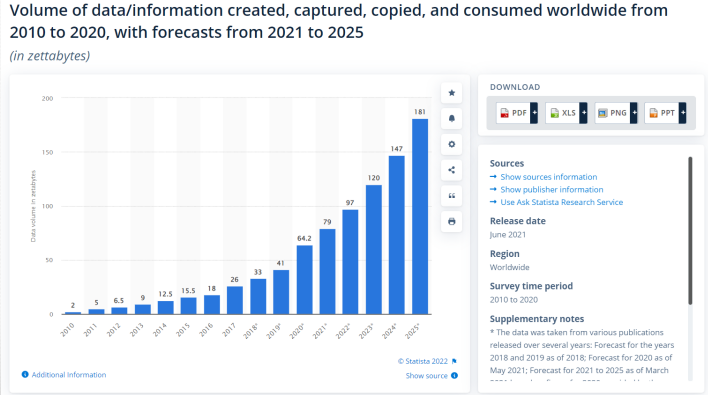 Volume of data/information created, captured, copied, and consumed worldwide from
2010 to 2020, with forecasts from 2021 to 2025
(in zettabytes)
200
150
100
50
0
Data volume in zetabytes
2
5
6.5
9
12.5
15.5
18
26
33
41
64.2
79
97
120
147
181
2010
2011
2012
2013
2014
2015
2016
2017
2018*
2019*
2020*
2021*
2022*
2023*
2024*
2025*
© Statista 2022
Additional Information
Show source
DOWNLOAD
PDF +
XLS +
PNG +
PPT +
Sources
→ Show sources information
→ Show publisher information
→ Use Ask Statista Research Service
Release date
June 2021
Region
Worldwide
Survey time period
2010 to 2020
Supplementary notes
* The data was taken from various publications
released over several years: Forecast for the years
2018 and 2019 as of 2018; Forecast for 2020 as of
May 2021; Forecast for 2021 to 2025 as of March